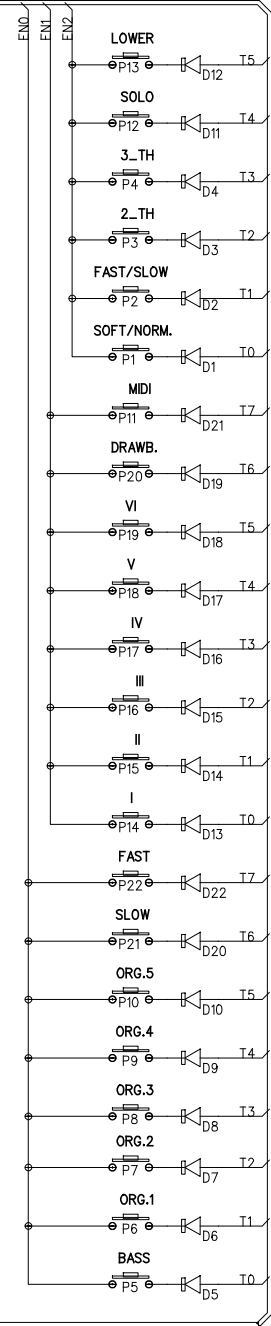 EN0 EN1 EN2
LOWER
P13 D12 T5
SOLO
P12 D11 T4
3_TH
P4 D4 T3
2_TH
P3 D3 T2
FAST/SLOW
P2 D2 T1
SOFT/NORM.
P1 D1 T0
MIDI
P11 D21 T7
DRAWB.
P20 D19 T6
VI
P19 D18 T5
V
P18 D17 T4
IV
P17 D16 T3
III
P16 D15 T2
II
P15 D14 T1
I
P14 D13 T0
FAST
P22 D22 T7
SLOW
P21 D20 T6
ORG.5
P10 D10 T5
ORG.4
P9 D9 T4
ORG.3
P8 D8 T3
ORG.2
P7 D7 T2
ORG.1
P6 D6 T1
BASS
P5 D5 T0